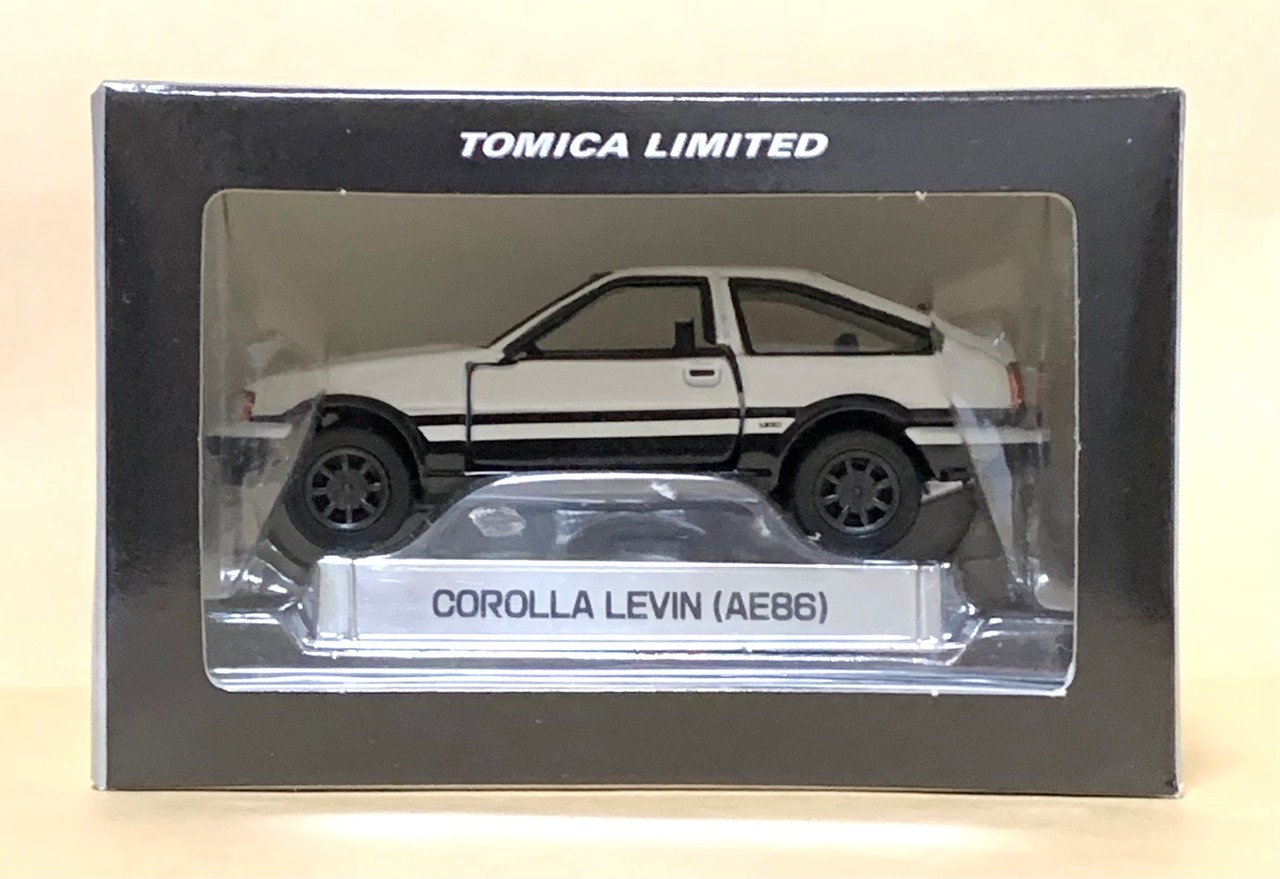 TOMICA LIMITED
COROLLA LEVIN (AE86)